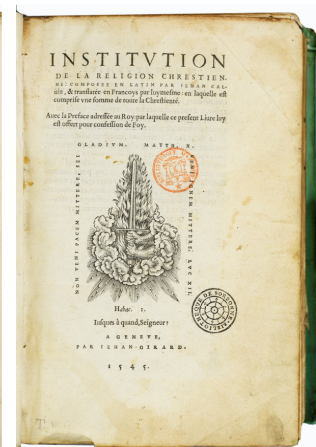 INSTITVTION
DE LA RELIGION CHRESTIEN-
NE: COMPOSEE EN LATIN PAR IEHAN CAL-
uin, & translatée en Francoys par luymesme: en laquelle est
comprise vne somme de toute la Chrestienté.
Auec la Preface adressée au Roy, par laquelle ce present Liure luy
est offert pour confession de Foy.
GLADIVM. MATTH. X.
NON VENI PACEM MITTERE, SED
IGNEM MITTERE. LVC. XII.
Habac. 1.
Iusques à quand, Seigneur?
A GENEVE,
PAR IEHAN GIRARD.
1545.